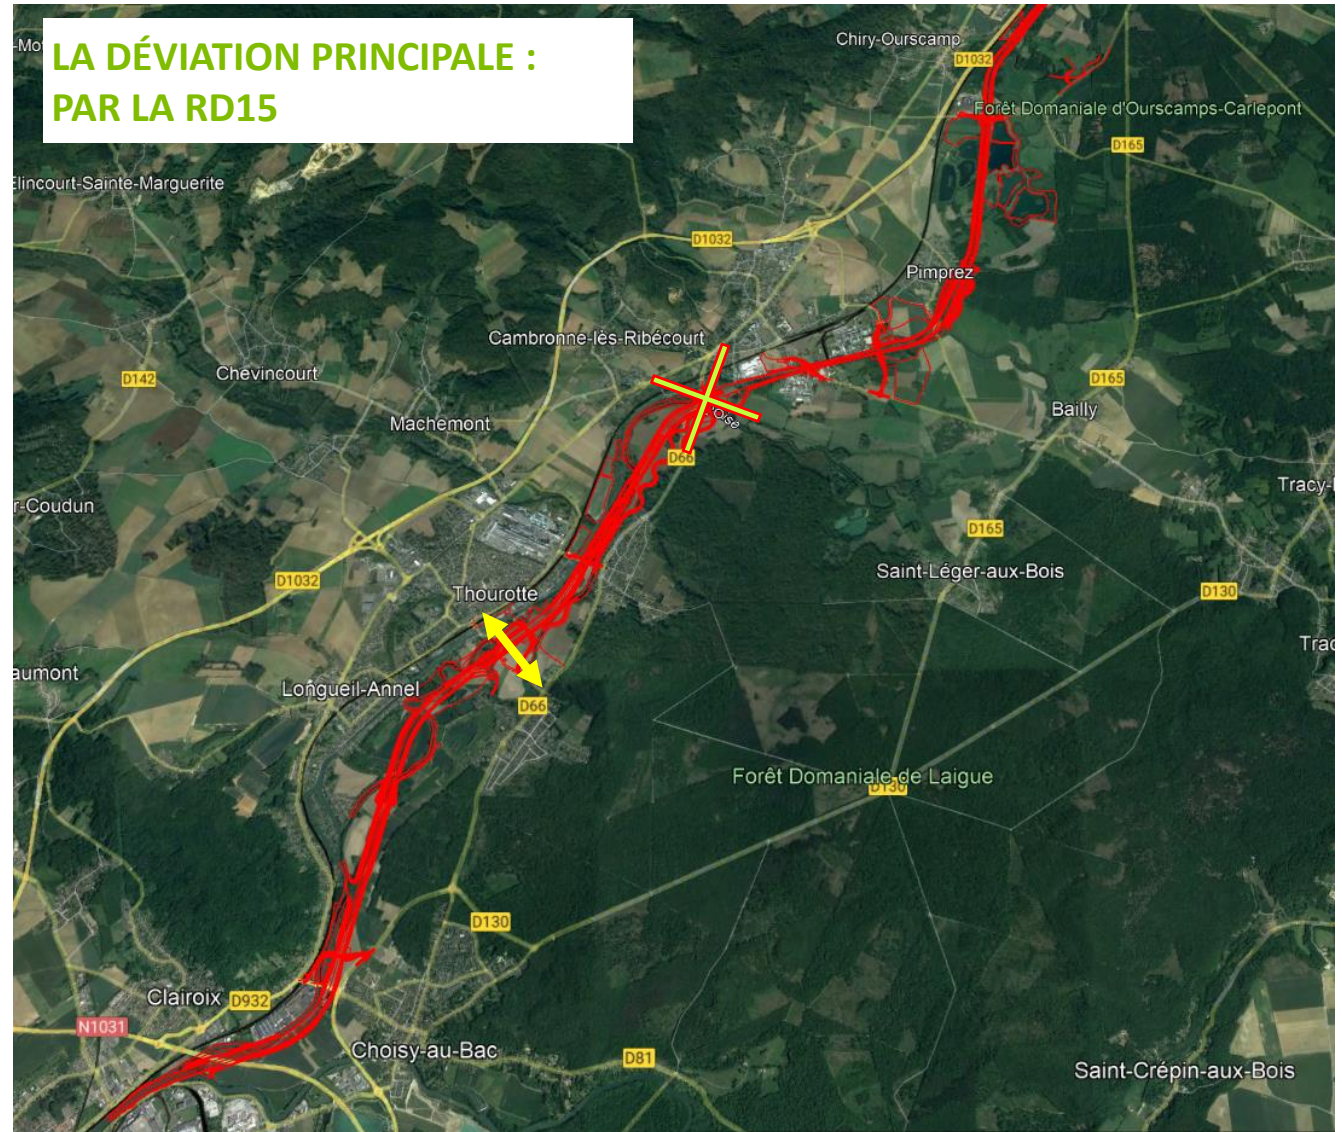 LA DÉVIATION PRINCIPALE :
PAR LA RD15
-Mo
Chiry-Ourscamp
D1032
Forêt Domaniale d'Ourscamps-Carlepont
D165
Elincourt-Sainte-Marguerite
D1032
Pimprez
Cambronne-lès-Ribécourt
D142
Chevincourt
D165
Bailly
Machemont
Oise
D66
Tracy-l
r-Coudun
D165
Saint-Léger-aux-Bois
D1032
Thourotte
D130
Trac
aumont
Longueil-Annel
D66
Forêt Domaniale de Laigue
D130
D130
Clairoix
D932
N1031
Choisy-au-Bac
D81
Saint-Crépin-aux-Bois